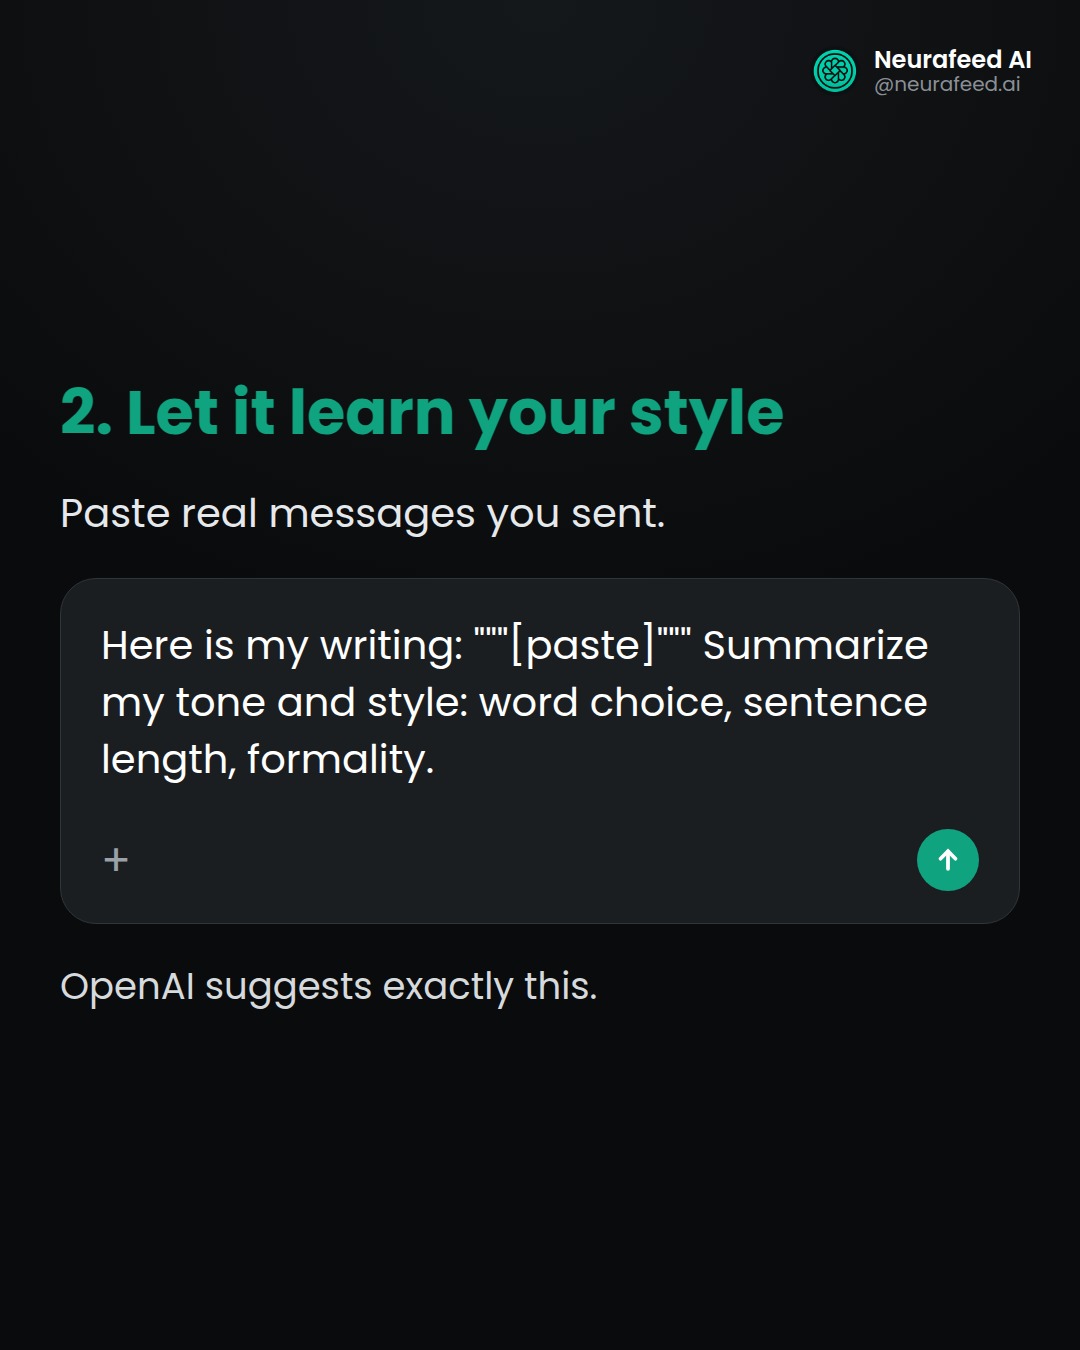 Neurafeed AI
@neurafeed.ai
2. Let it learn your style
Paste real messages you sent.
Here is my writing: """[paste]""" Summarize
my tone and style: word choice, sentence
length, formality.
+
OpenAI suggests exactly this.